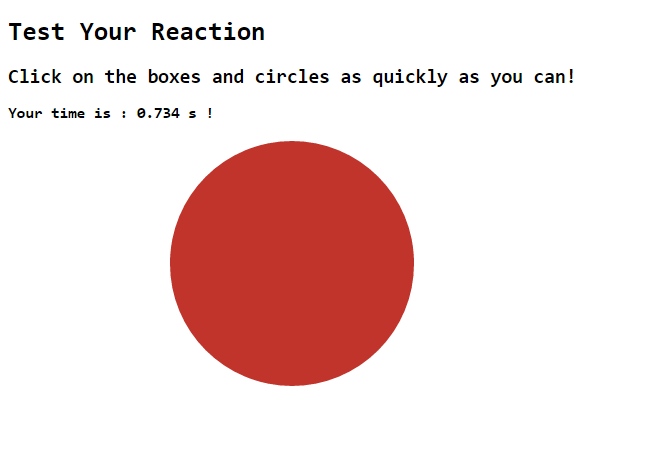 Test Your Reaction
Click on the boxes and circles as quickly as you can!
Your time is : 0.734 s !